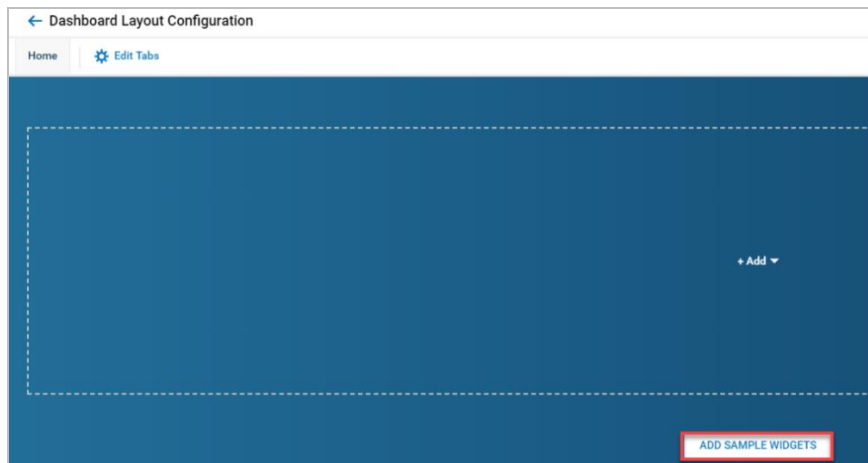 Dashboard Layout Configuration
Home Edit Tabs
+ Add
ADD SAMPLE WIDGETS